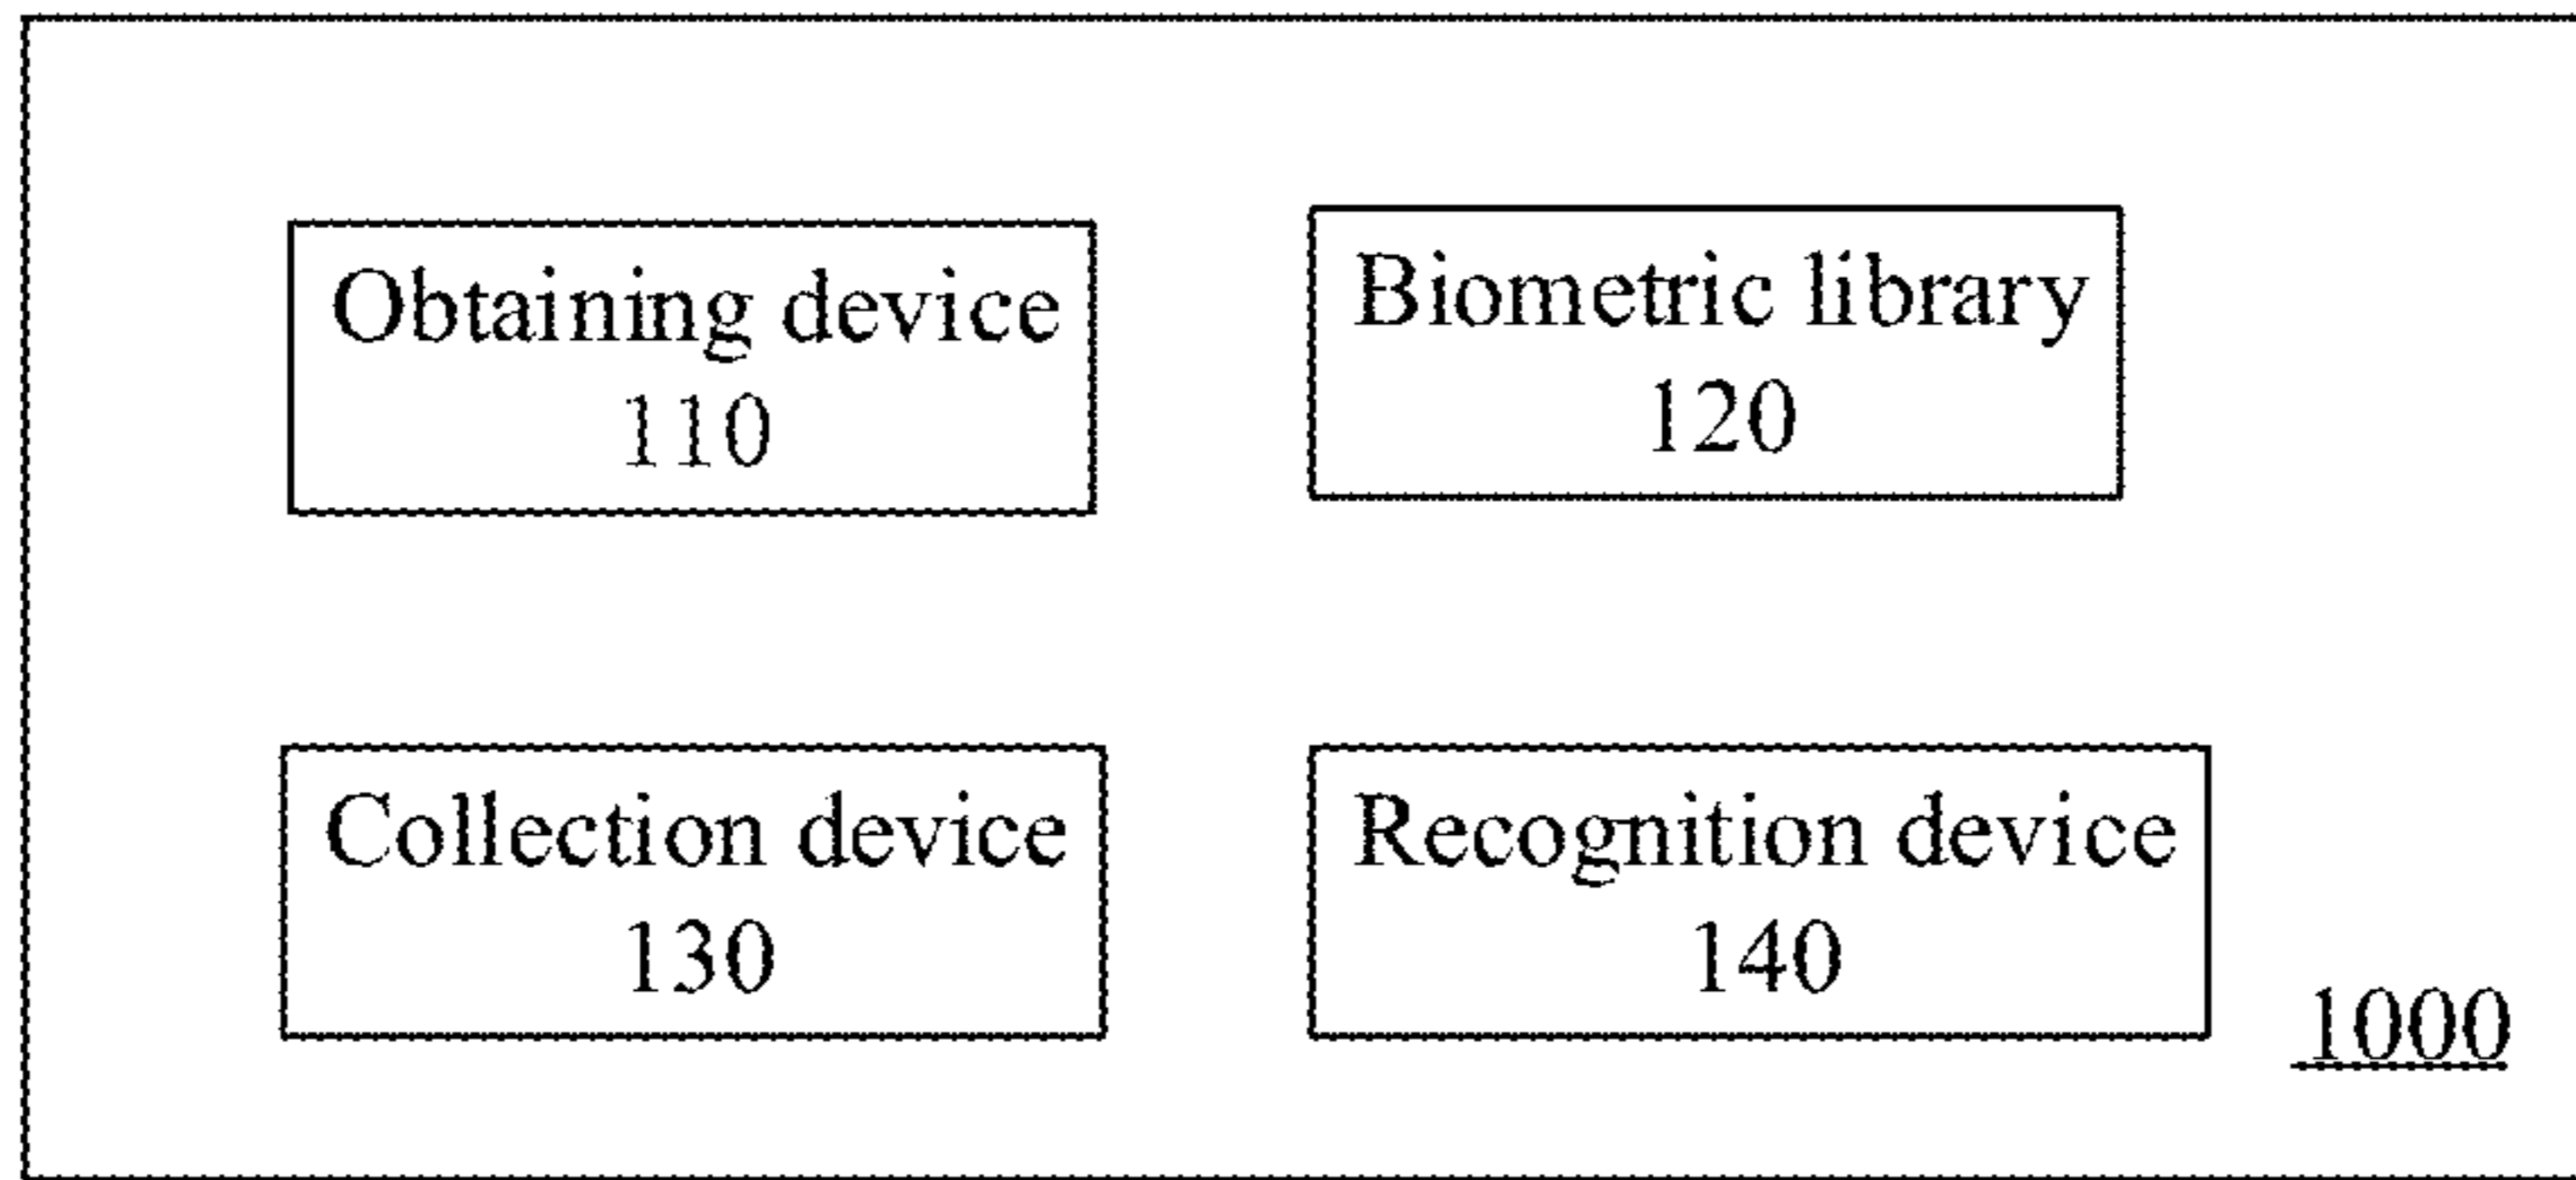 Obtaining device
110
Biometric library
120
Collection device
130
Recognition device
140
1000